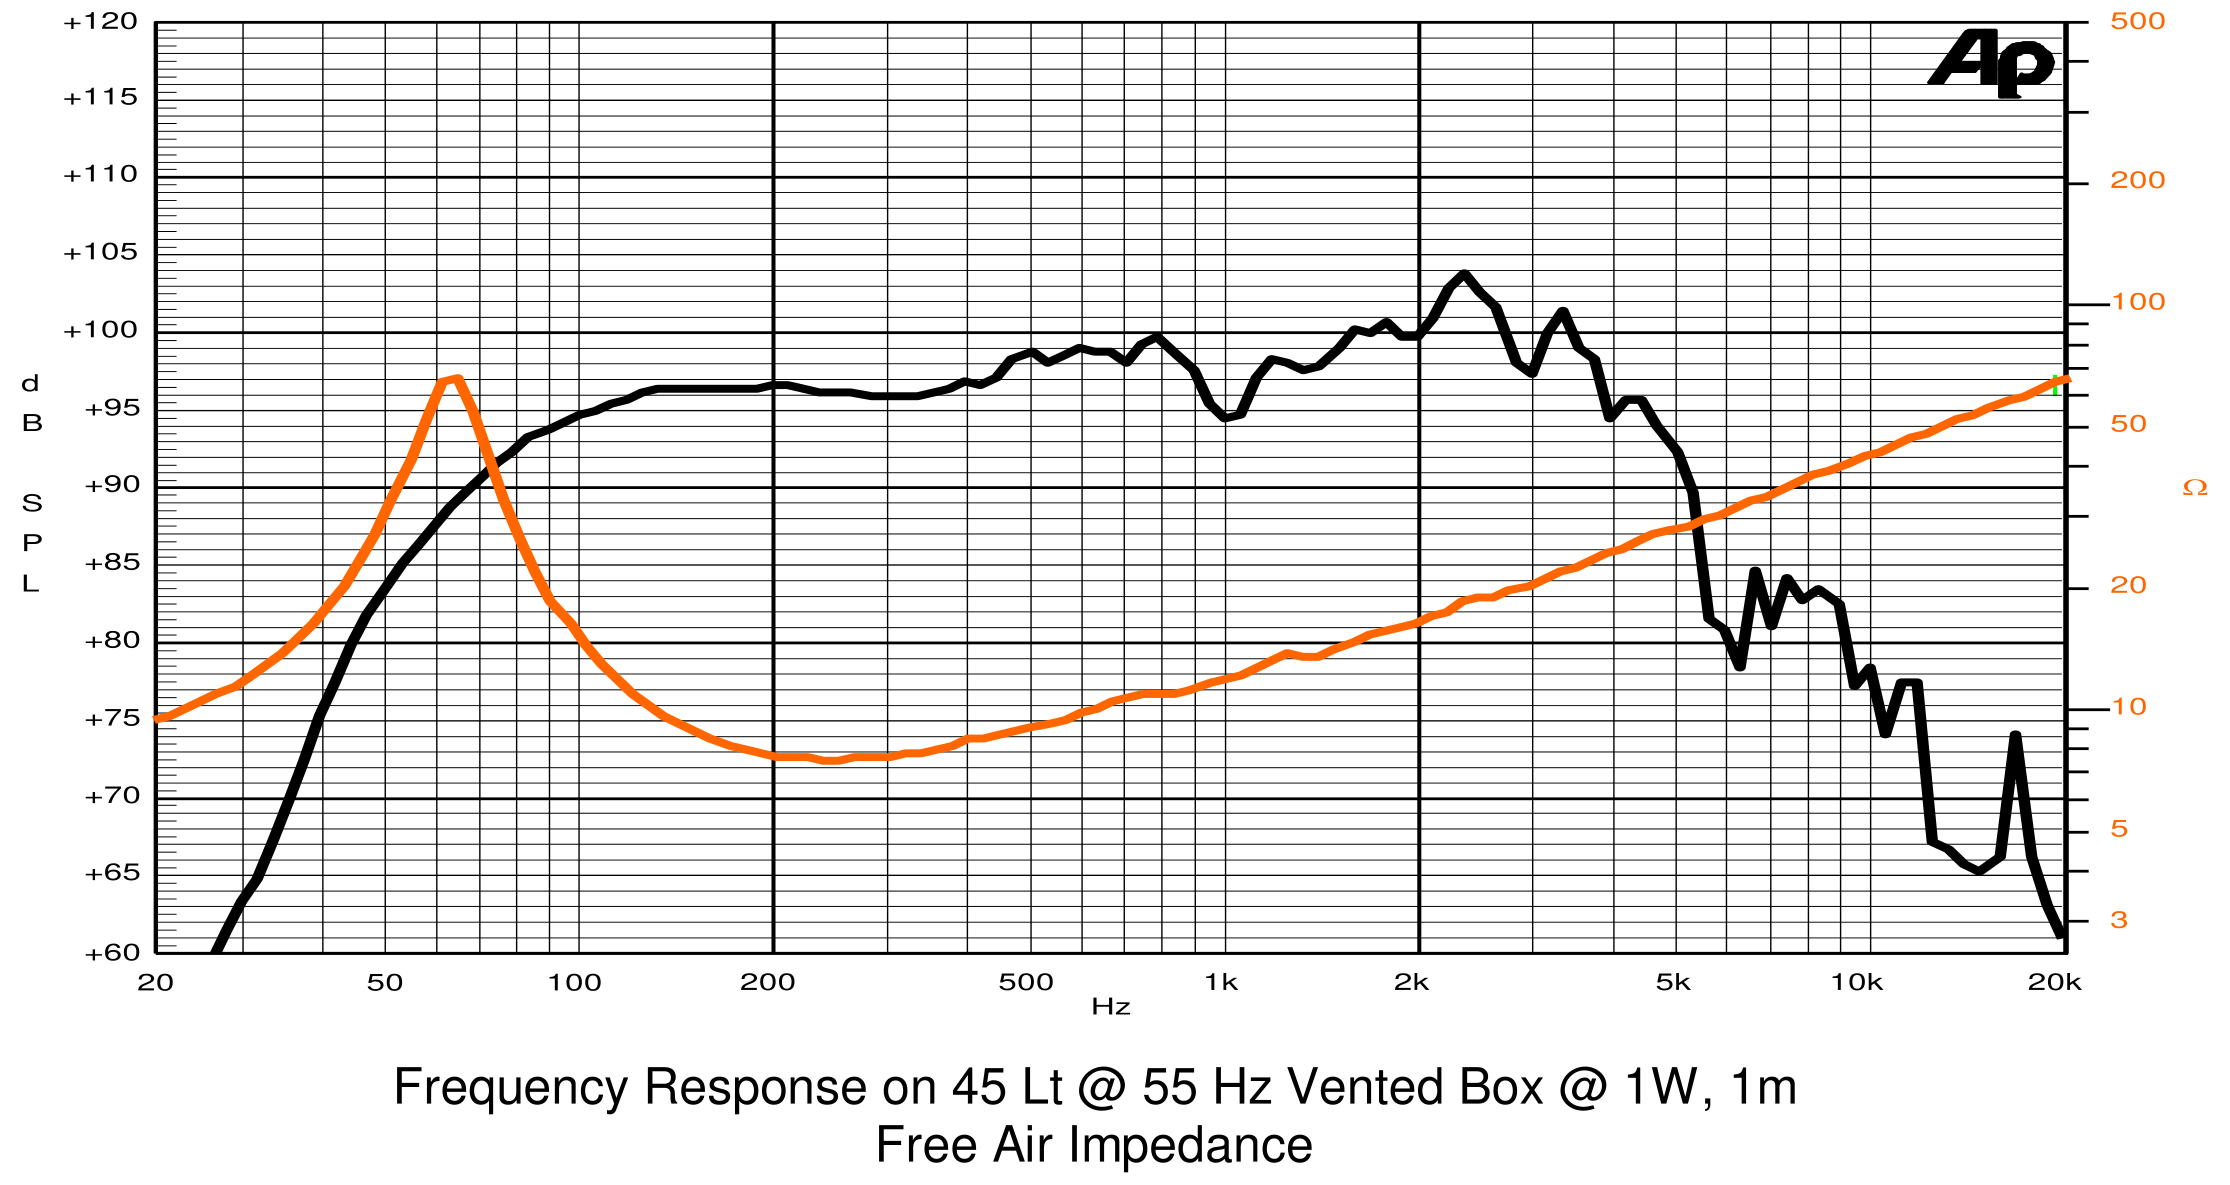 +120
+115
+110
+105
+100
+95
+90
+85
+80
+75
+70
+65
+60
d
B
S
P
L
Ap
500
200
100
50
20
10
5
3
Ω
20 50 100 200 500 1k 2k 5k 10k 20k
Hz
Frequency Response on 45 Lt @ 55 Hz Vented Box @ 1W, 1m
Free Air Impedance